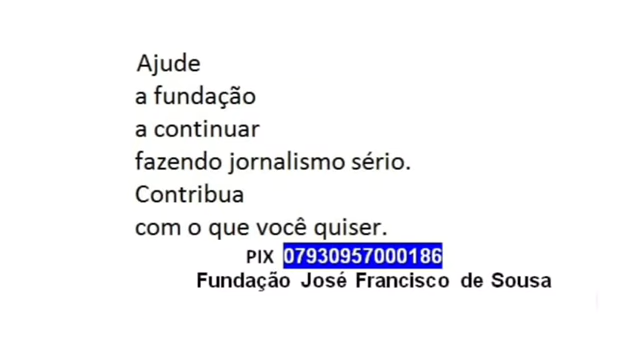 Ajude
a fundação
a continuar
fazendo jornalismo sério.
Contribua
com o que você quiser.
PIX 07930957000186
Fundação José Francisco de Sousa